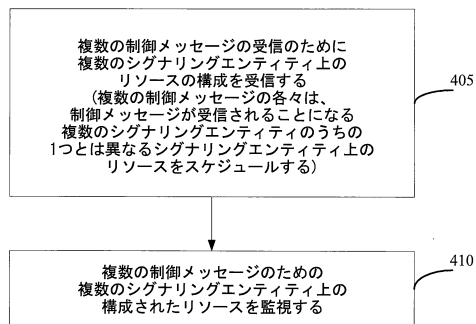 複数の制御メッセージの受信のために
複数のシグナリングエンティティ上の
リソースの構成を受信する
(複数の制御メッセージの各々は、
制御メッセージが受信されることになる
複数のシグナリングエンティティのうちの
1つとは異なるシグナリングエンティティ上の
リソースをスケジュールする)
405
複数の制御メッセージのための
複数のシグナリングエンティティ上の
構成されたリソースを監視する
410